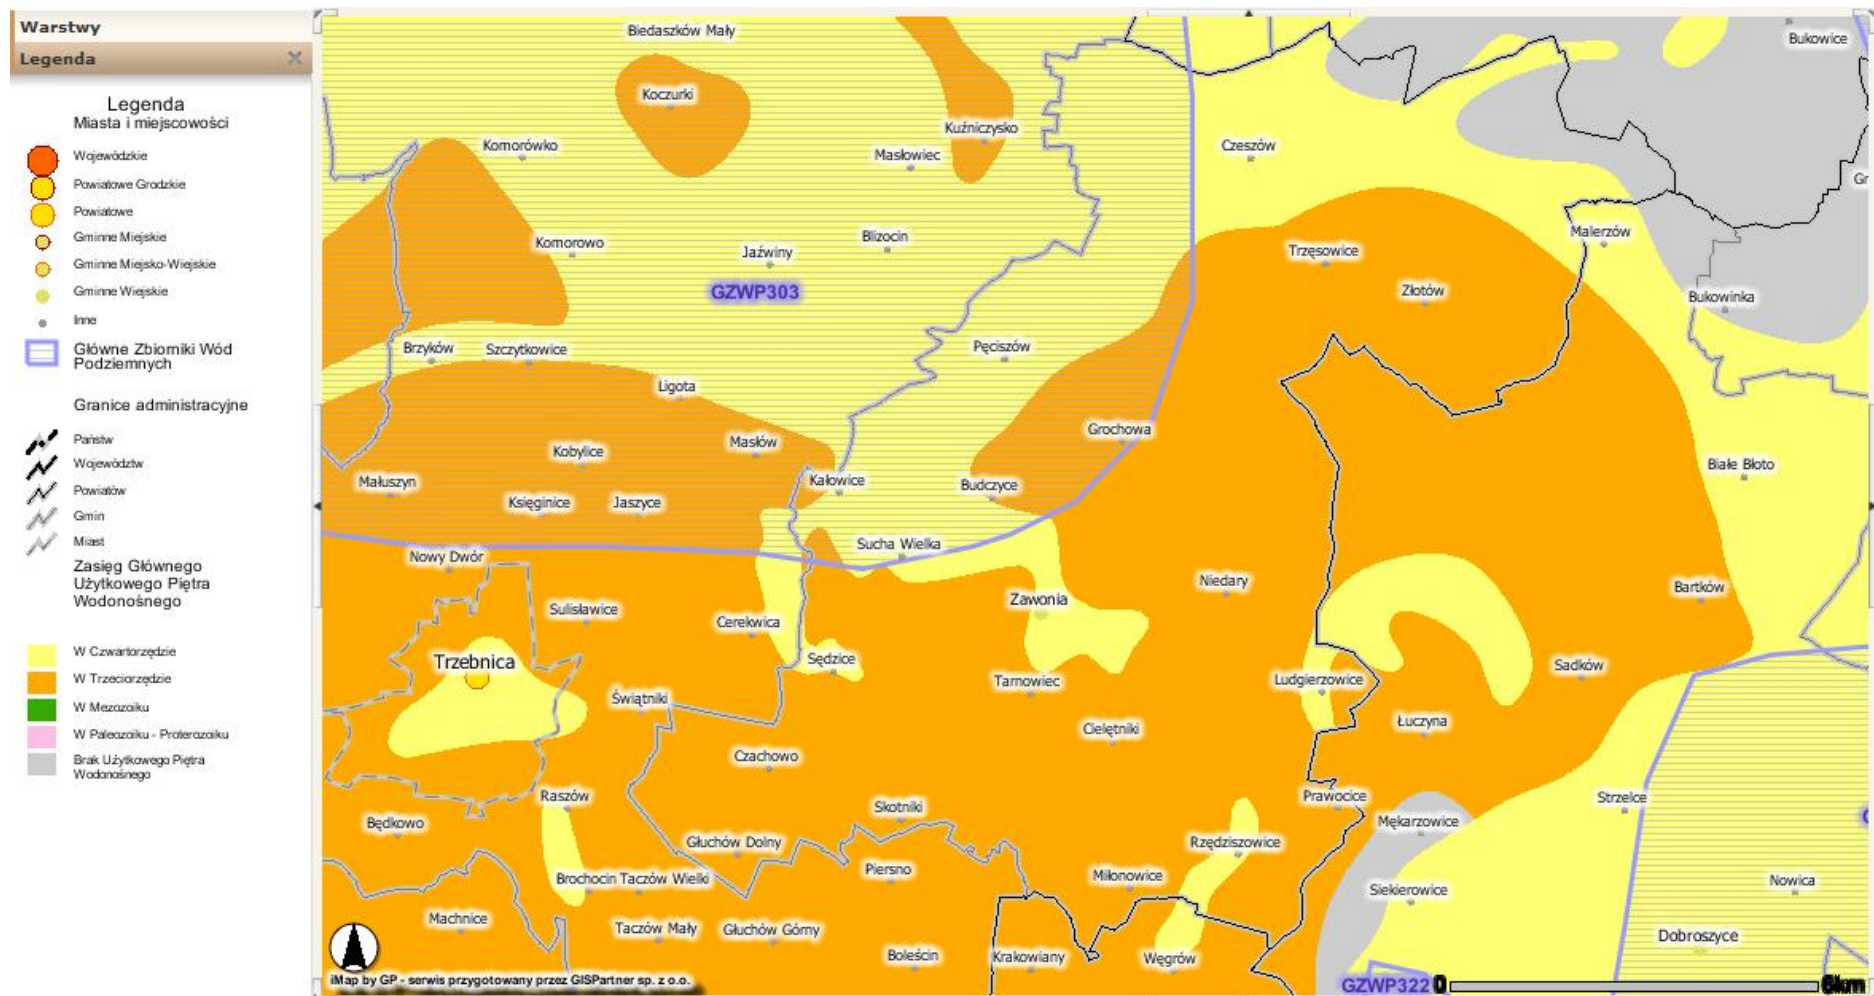 Warstwy
Legenda
Legenda
Miasta i miejscowości
Wojewódzkie
Powiatowe Grodzkie
Powiatowe
Gminne Miejskie
Gminne Miejsko-Wiejskie
Gminne Wiejskie
Inne
Główne Zbiorniki Wód
Podziemnych
Granice administracyjne
Państw
Województw
Powiatów
Gmin
Miast
Zasięg Głównego
Użytkowego Piętra
Wodonośnego
W Czwartorzędzie
W Trzeciorzędzie
W Mezozoiku
W Paleozoiku - Proterozoiku
Brak Użytkowego Piętra
Wodonośnego
Biedaszków Mały
Bukowice
Koczurki
Kuźniczysko
Komorówko
Masłowiec
Czeszów
Gr
Komorowo
Blizocin
Jaźwiny
Trzęsowice
Malerzów
GZWP303
Złotów
Bukowinka
Brzyków
Szczytkowice
Pęciszów
Ligota
Grochowa
Masłów
Kobylice
Białe Błoto
Małuszyn
Kałowice
Budczyce
Księginice
Jaszyce
Sucha Wielka
Nowy Dwór
Niedary
Bartków
Zawonia
Sulisławice
Cerekwica
Trzebnica
Sędzice
Sadków
Tarnowiec
Ludgierzowice
Świątniki
Cielętniki
Łuczyna
Czachowo
Raszów
Prawocice
Strzelce
Skotniki
Będkowo
Mękarzowice
Głuchów Dolny
Rzędziszowice
Piersno
Miłonowice
Brochocin
Taczów Wielki
Siekierowice
Nowica
Machnice
Taczów Mały
Głuchów Górny
Dobroszyce
Boleścin
Krakowiany
Węgrów
iMap by GP - serwis przygotowany przez GISPartner sp. z o.o.
GZWP322
0
6km